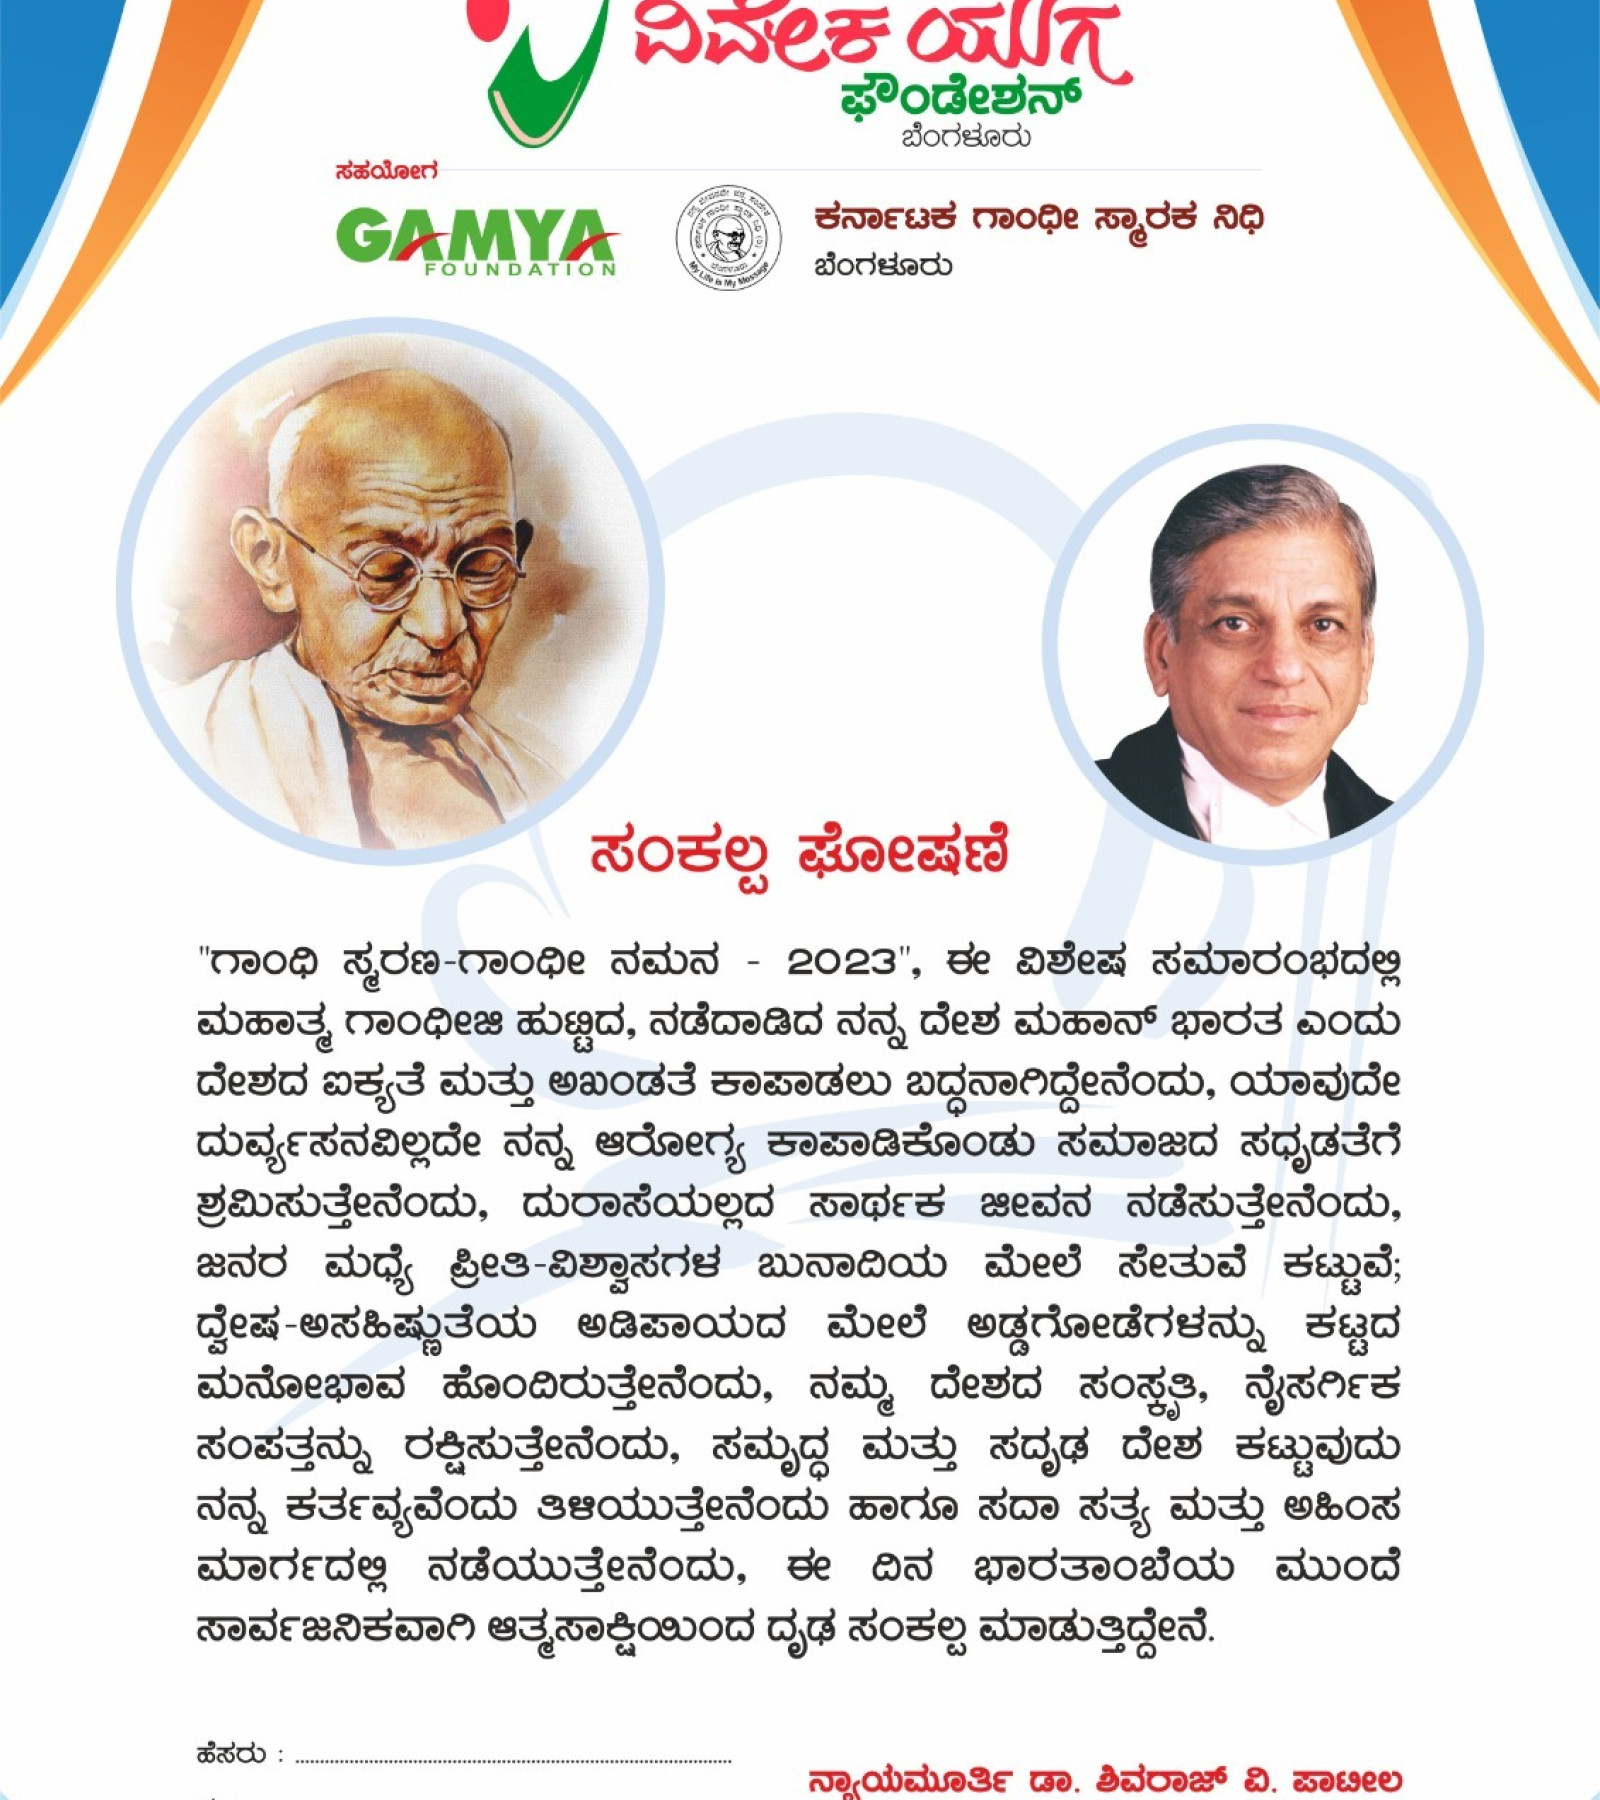 ವಿವೇಕ ಯುಗ
ಫೌಂಡೇಶನ್
ಬೆಂಗಳೂರು
ಸಹಯೋಗ
GAMYA
FOUNDATION
My Life is My Message
ಕರ್ನಾಟಕ ಗಾಂಧೀ ಸ್ಮಾರಕ ನಿಧಿ
ಬೆಂಗಳೂರು
ಸಂಕಲ್ಪ ಘೋಷಣೆ
"ಗಾಂಧಿ ಸ್ಮರಣ-ಗಾಂಧೀ ನಮನ - 2023", ಈ ವಿಶೇಷ ಸಮಾರಂಭದಲ್ಲಿ
ಮಹಾತ್ಮ ಗಾಂಧೀಜಿ ಹುಟ್ಟಿದ, ನಡೆದಾಡಿದ ನನ್ನ ದೇಶ ಮಹಾನ್ ಭಾರತ ಎಂದು
ದೇಶದ ಐಕ್ಯತೆ ಮತ್ತು ಅಖಂಡತೆ ಕಾಪಾಡಲು ಬದ್ಧನಾಗಿದ್ದೇನೆಂದು, ಯಾವುದೇ
ದುರ್ವ್ಯಸನವಿಲ್ಲದೇ ನನ್ನ ಆರೋಗ್ಯ ಕಾಪಾಡಿಕೊಂಡು ಸಮಾಜದ ಸಧೃಡತೆಗೆ
ಶ್ರಮಿಸುತ್ತೇನೆಂದು, ದುರಾಸೆಯಲ್ಲದ ಸಾರ್ಥಕ ಜೀವನ ನಡೆಸುತ್ತೇನೆಂದು,
ಜನರ ಮಧ್ಯೆ ಪ್ರೀತಿ-ವಿಶ್ವಾಸಗಳ ಬುನಾದಿಯ ಮೇಲೆ ಸೇತುವೆ ಕಟ್ಟುವೆ;
ದ್ವೇಷ-ಅಸಹಿಷ್ಣುತೆಯ ಅಡಿಪಾಯದ ಮೇಲೆ ಅಡ್ಡಗೋಡೆಗಳನ್ನು ಕಟ್ಟದ
ಮನೋಭಾವ ಹೊಂದಿರುತ್ತೇನೆಂದು, ನಮ್ಮ ದೇಶದ ಸಂಸ್ಕೃತಿ, ನೈಸರ್ಗಿಕ
ಸಂಪತ್ತನ್ನು ರಕ್ಷಿಸುತ್ತೇನೆಂದು, ಸಮೃದ್ಧ ಮತ್ತು ಸದೃಢ ದೇಶ ಕಟ್ಟುವುದು
ನನ್ನ ಕರ್ತವ್ಯವೆಂದು ತಿಳಿಯುತ್ತೇನೆಂದು ಹಾಗೂ ಸದಾ ಸತ್ಯ ಮತ್ತು ಅಹಿಂಸ
ಮಾರ್ಗದಲ್ಲಿ ನಡೆಯುತ್ತೇನೆಂದು, ಈ ದಿನ ಭಾರತಾಂಬೆಯ ಮುಂದೆ
ಸಾರ್ವಜನಿಕವಾಗಿ ಆತ್ಮಸಾಕ್ಷಿಯಿಂದ ದೃಢ ಸಂಕಲ್ಪ ಮಾಡುತ್ತಿದ್ದೇನೆ.
ಹೆಸರು : ........................................................................................
ನ್ಯಾಯಮೂರ್ತಿ ಡಾ. ಶಿವರಾಜ್ ವಿ. ಪಾಟೀಲ